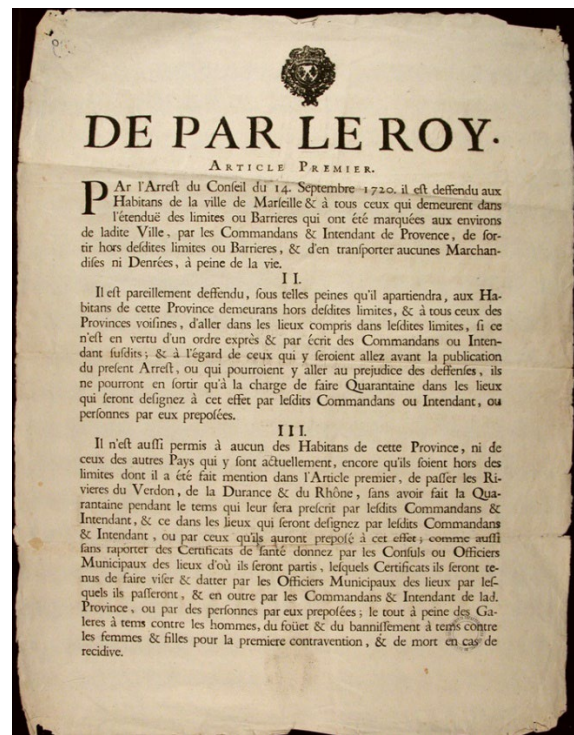 DE PAR LE ROY.
ARTICLE PREMIER.
PAr l'Arreſt du Conſeil du 14. Septembre 1720. il eſt deffendu aux
Habitans de la ville de Marſeille & à tous ceux qui demeurent dans
l'étenduë des limites ou Barrieres qui ont été marquées aux environs
de ladite Ville, par les Commandans & Intendant de Provence, de ſor-
tir hors deſdites limites ou Barrieres, & d'en tranſporter aucunes Marchan-
diſes ni Denrées, à peine de la vie.
II.
Il eſt pareillement deffendu, ſous telles peines qu'il apartiendra, aux Ha-
bitans de cette Province demeurans hors deſdites limites, & à tous ceux des
Provinces voiſines, d'aller dans les lieux compris dans leſdites limites, ſi ce
n'eſt en vertu d'un ordre exprès & par écrit des Commandans ou Inten-
dant ſuſdits; & à l'égard de ceux qui y ſeroient allez avant la publication
du preſent Arreſt, ou qui pourroient y aller au prejudice des deffenſes, ils
ne pourront en ſortir qu'à la charge de faire Quarantaine dans les lieux
qui ſeront deſignez à cet effet par leſdits Commandans ou Intendant, ou
perſonnes par eux prepoſées.
III.
Il n'eſt auſſi permis à aucun des Habitans de cette Province, ni de
ceux des autres Pays qui y ſont actuellement, encore qu'ils ſoient hors des
limites dont il a été fait mention dans l'Article premier, de paſſer les Ri-
vieres du Verdon, de la Durance & du Rhône, ſans avoir fait la Qua-
rantaine pendant le tems qui leur ſera preſcrit par leſdits Commandans &
Intendant, & ce dans les lieux qui ſeront deſignez par leſdits Commandans
& Intendant, ou par ceux qu'ils auront prepoſé à cet effet; comme auſſi
ſans raporter des Certificats de ſanté donnez par les Conſuls ou Officiers
Municipaux des lieux d'où ils ſeront partis, leſquels Certificats ils ſeront te-
nus de faire viſer & datter par les Officiers Municipaux des lieux par leſ-
quels ils paſſeront, & en outre par les Commandans & Intendant de lad.
Province, ou par des perſonnes par eux prepoſées; le tout à peine des Ga-
leres à tems contre les hommes, du foüet & du banniſſement à tems contre
les femmes & filles pour la premiere contravention, & de mort en cas de
recidive.